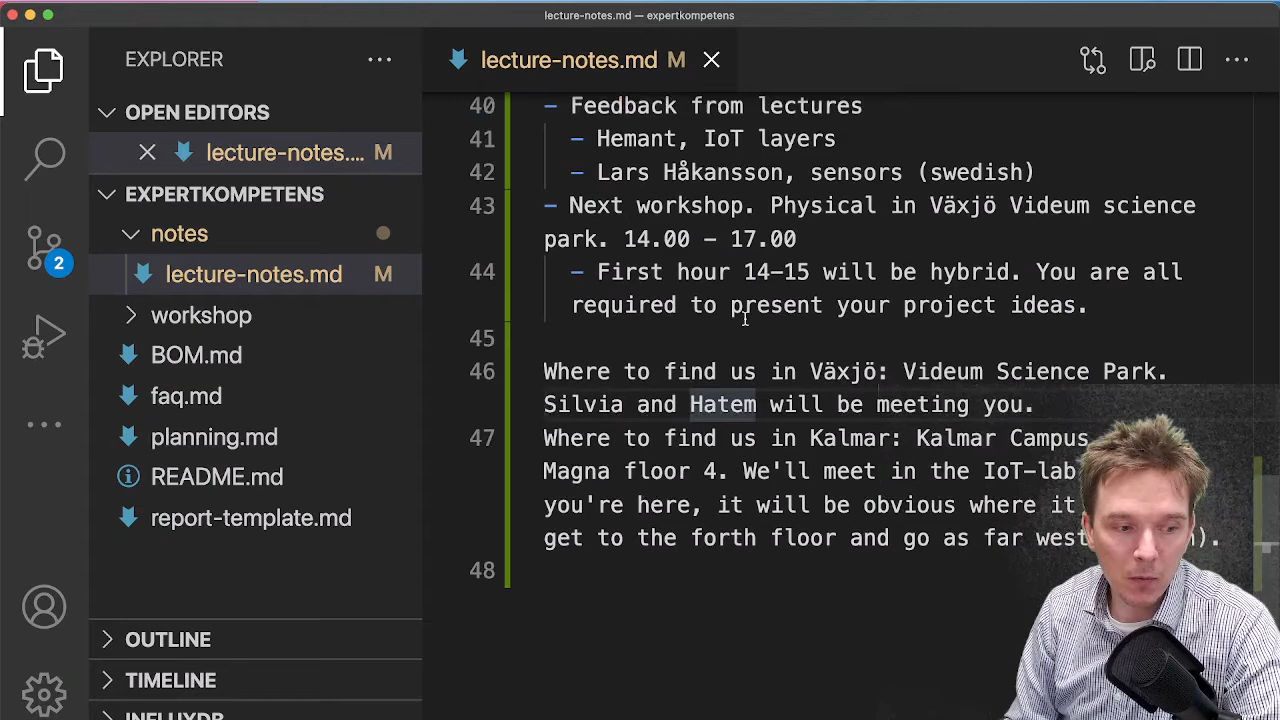 lecture-notes.md — expertkompetens
EXPLORER
lecture-notes.md M
OPEN EDITORS
lecture-notes.... M
EXPERTKOMPETENS
notes
lecture-notes.md M
workshop
BOM.md
faq.md
planning.md
README.md
report-template.md
OUTLINE
TIMELINE
INFLUXDB
2
40 - Feedback from lectures
41 - Hemant, IoT layers
42 - Lars Håkansson, sensors (swedish)
43 - Next workshop. Physical in Växjö Videum science
park. 14.00 - 17.00
44 - First hour 14-15 will be hybrid. You are all
required to present your project ideas.
45
46 Where to find us in Växjö: Videum Science Park.
Silvia and Hatem will be meeting you.
47 Where to find us in Kalmar: Kalmar Campus
Magna floor 4. We'll meet in the IoT-lab
you're here, it will be obvious where it
get to the forth floor and go as far west ).
48